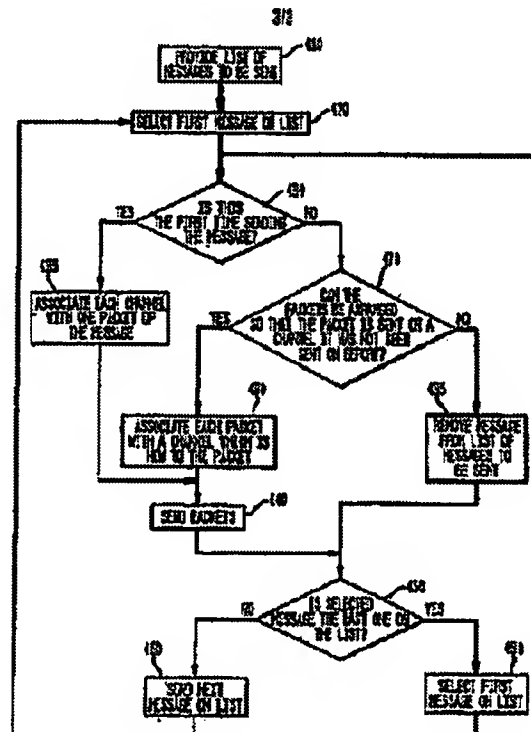 PROVIDE LIST OF
MESSAGES TO BE SENT
SELECT FIRST MESSAGE ON LIST
IS THIS
THE FIRST TIME SENDING
THE MESSAGE?
YES
NO
ASSOCIATE EACH CHANNEL
WITH ONE PACKET OF
THE MESSAGE
CAN THE
PACKETS BE ARRANGED
SO THAT THE PACKET IS SENT ON A
CHANNEL IT HAS NOT BEEN
SENT ON BEFORE?
YES
NO
ASSOCIATE EACH PACKET
WITH A CHANNEL WHICH IS
NEW TO THE PACKET
REMOVE MESSAGE
FROM LIST OF
MESSAGES TO
BE SENT
SEND PACKETS
IS SELECTED
MESSAGE THE LAST ONE ON
THE LIST?
NO
YES
SEND NEXT
MESSAGE ON LIST
SELECT FIRST
MESSAGE ON LIST